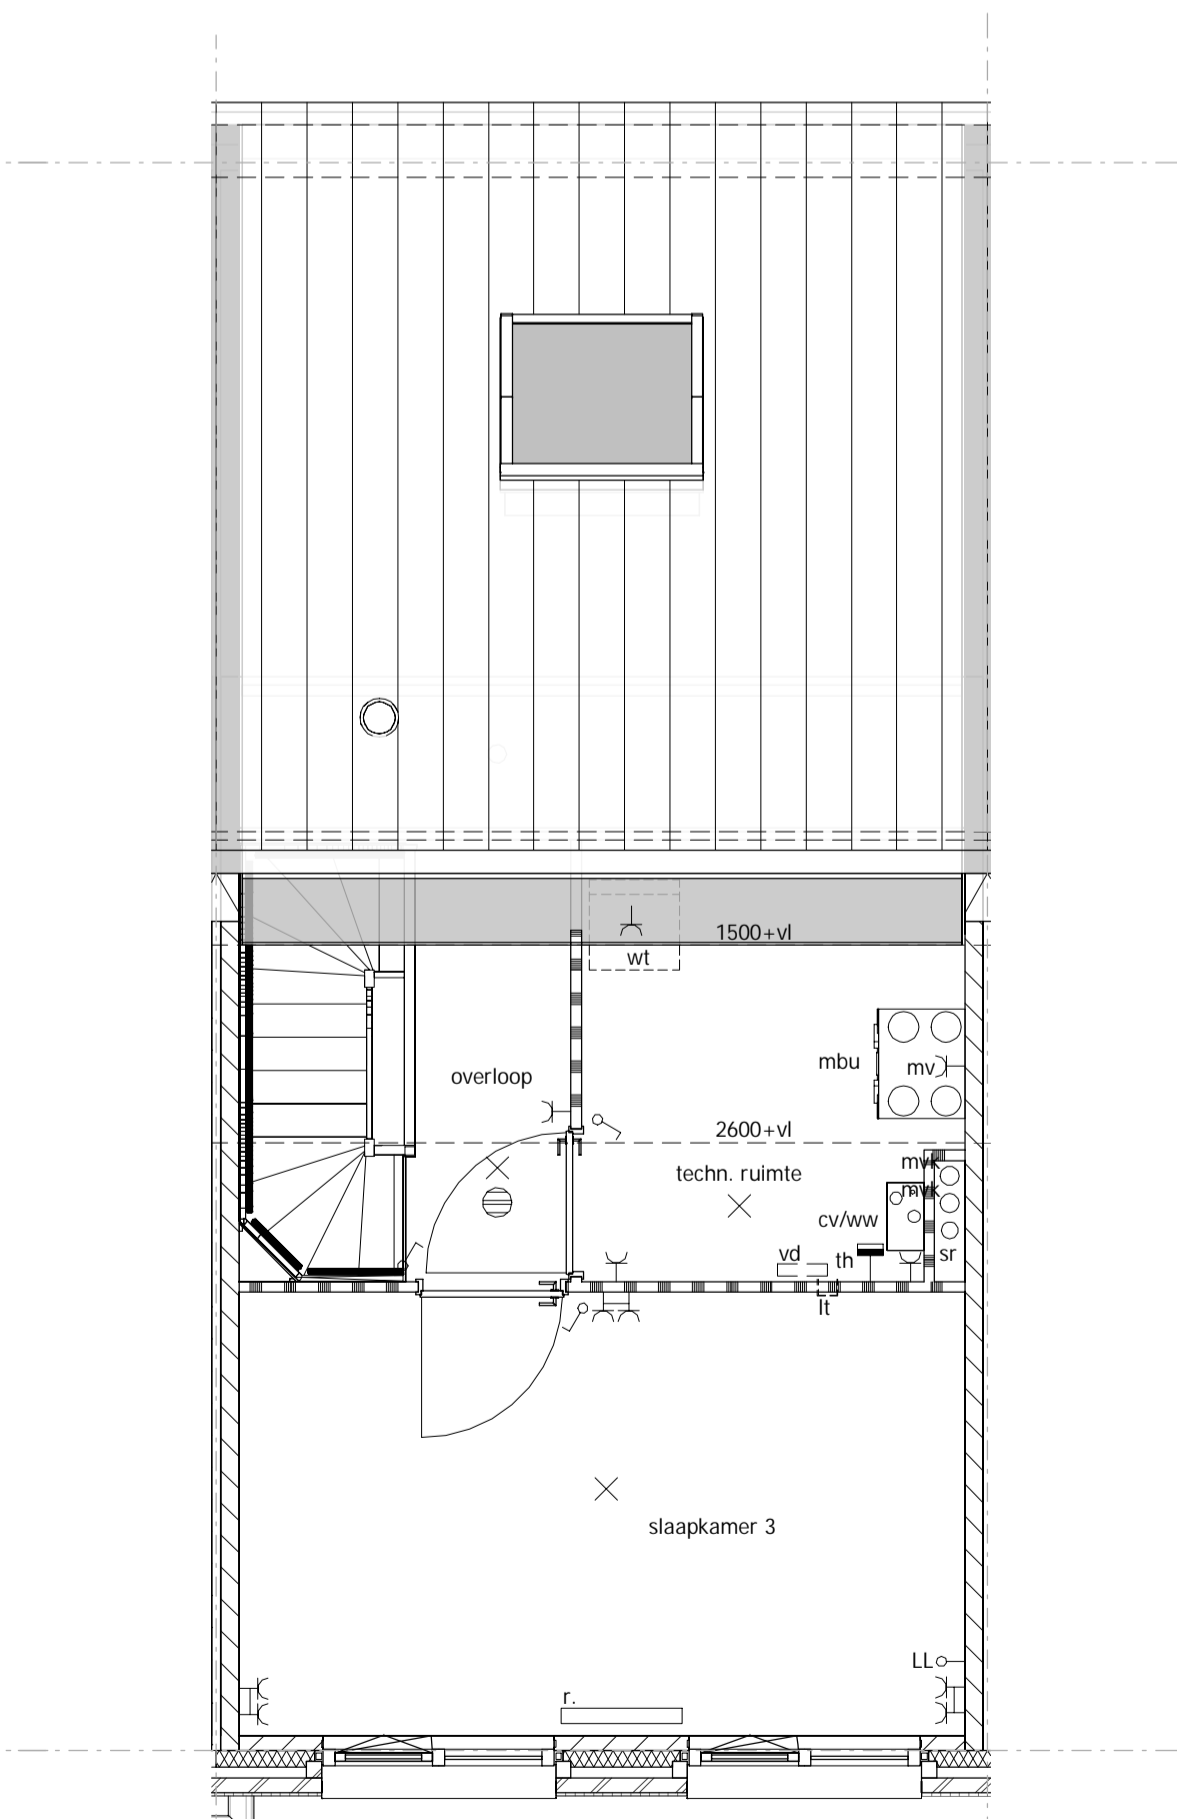 1500+vl
wt
mbu
mv
overloop
2600+vl
mvk
techn. ruimte
mvk
cv/ww
vd
th
sr
lt
slaapkamer 3
LL
r.